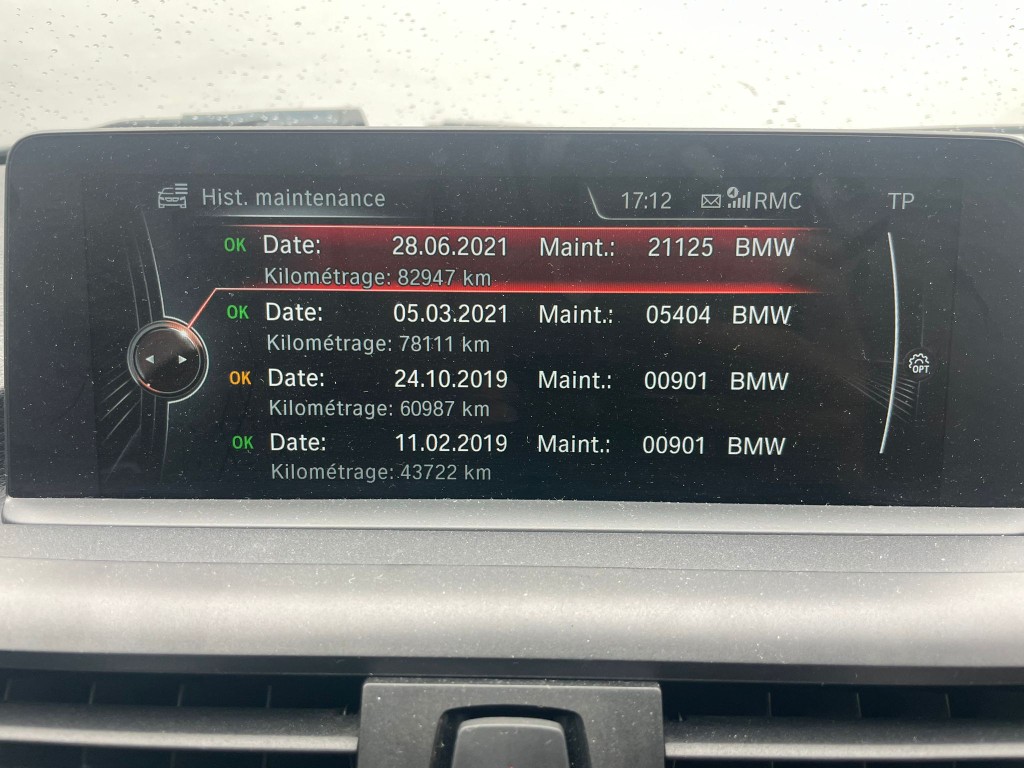 Hist. maintenance 17:12 RMC TP
OK Date: 28.06.2021 Maint.: 21125 BMW
Kilométrage: 82947 km
OK Date: 05.03.2021 Maint.: 05404 BMW
Kilométrage: 78111 km
OPT
OK Date: 24.10.2019 Maint.: 00901 BMW
Kilométrage: 60987 km
OK Date: 11.02.2019 Maint.: 00901 BMW
Kilométrage: 43722 km